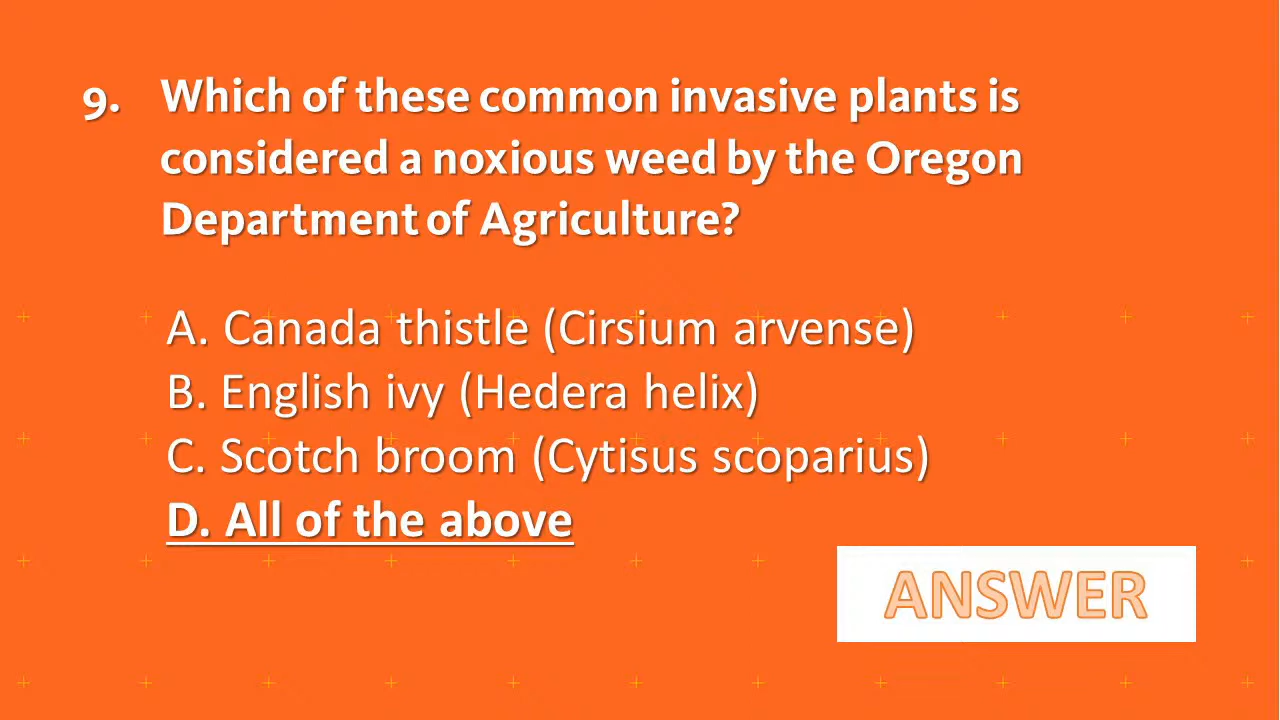 9. Which of these common invasive plants is
considered a noxious weed by the Oregon
Department of Agriculture?
A. Canada thistle (Cirsium arvense)
B. English ivy (Hedera helix)
C. Scotch broom (Cytisus scoparius)
D. All of the above
ANSWER